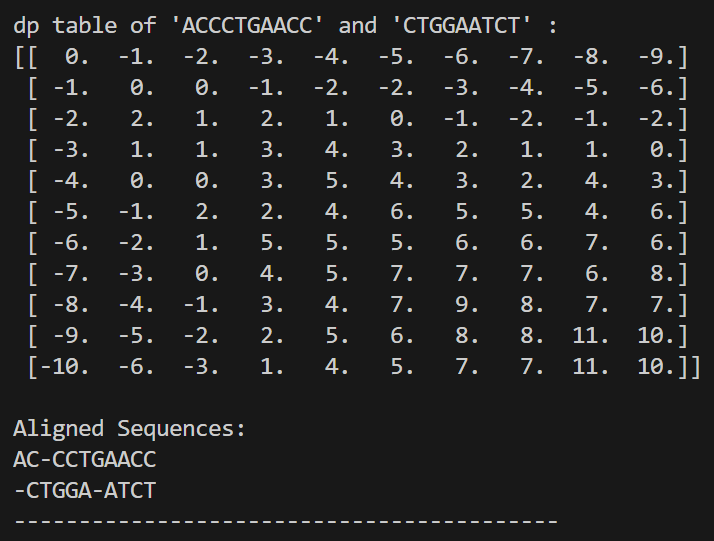 dp table of 'ACCCTGAACC' and 'CTGGAATCT' :
[[  0.  -1.  -2.  -3.  -4.  -5.  -6.  -7.  -8.  -9.]
 [ -1.   0.   0.  -1.  -2.  -2.  -3.  -4.  -5.  -6.]
 [ -2.   2.   1.   2.   1.   0.  -1.  -2.  -1.  -2.]
 [ -3.   1.   1.   3.   4.   3.   2.   1.   1.   0.]
 [ -4.   0.   0.   3.   5.   4.   3.   2.   4.   3.]
 [ -5.  -1.   2.   2.   4.   6.   5.   5.   4.   6.]
 [ -6.  -2.   1.   5.   5.   5.   6.   6.   7.   6.]
 [ -7.  -3.   0.   4.   5.   7.   7.   7.   6.   8.]
 [ -8.  -4.  -1.   3.   4.   7.   9.   8.   7.   7.]
 [ -9.  -5.  -2.   2.   5.   6.   8.   8.  11.  10.]
 [-10.  -6.  -3.   1.   4.   5.   7.   7.  11.  10.]]
Aligned Sequences:
AC-CCTGAACC
-CTGGA-ATCT
------------------------------------------